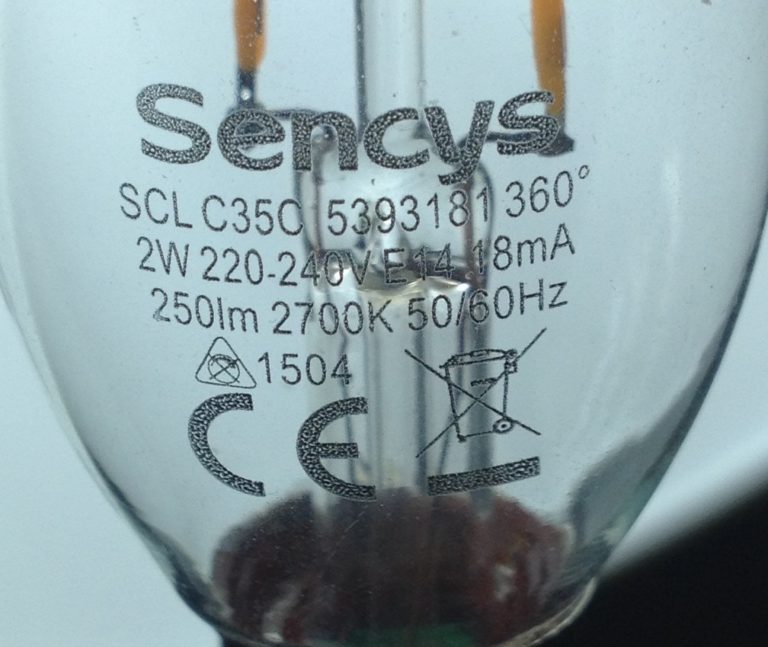 Sencys
SCL C35C 5393181 360°
2W 220-240V E14 18mA
250lm 2700K 50/60Hz
1504
CE